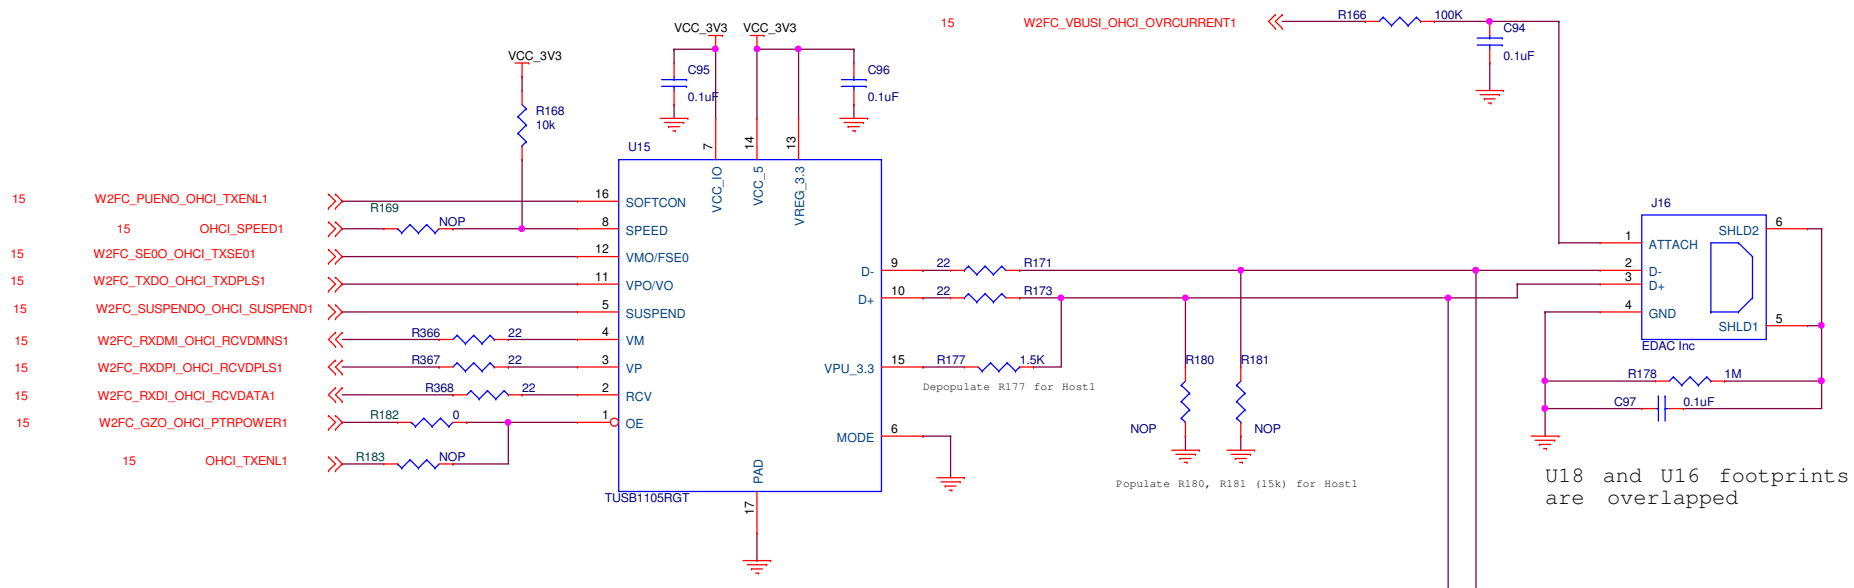 15 W2FC_VBUSI_OHCI_OVRCURRENT1 R166 100K
C94
0.1uF
VCC_3V3 VCC_3V3
VCC_3V3
C95
0.1uF
C96
0.1uF
R168
10k
U15
7 14 13
VCC_IO VCC_5 VREG_3.3
15 W2FC_PUENO_OHCI_TXENL1 16 SOFTCON
15 OHCI_SPEED1 R169 NOP 8 SPEED
15 W2FC_SE0O_OHCI_TXSE01 12 VMO/FSE0
15 W2FC_TXDO_OHCI_TXDPLS1 11 VPO/VO
15 W2FC_SUSPENDO_OHCI_SUSPEND1 5 SUSPEND
15 W2FC_RXDMI_OHCI_RCVDMNS1 R366 22 4 VM
15 W2FC_RXDPI_OHCI_RCVDPLS1 R367 22 3 VP
15 W2FC_RXDI_OHCI_RCVDATA1 R368 22 2 RCV
15 W2FC_GZO_OHCI_PTRPOWER1 R182 0 1 OE
15 OHCI_TXENL1 R183 NOP
D- 9 22 R171
D+ 10 22 R173
VPU_3.3 15 R177 1.5K
Depopulate R177 for Host1
MODE 6
PAD
17
TUSB1105RGT
R180 R181
NOP NOP
Populate R180, R181 (15k) for Host1
J16
1 ATTACH SHLD2 6
2 D-
3 D+
4 GND SHLD1 5
EDAC Inc
R178 1M
C97 0.1uF
U18 and U16 footprints
are overlapped